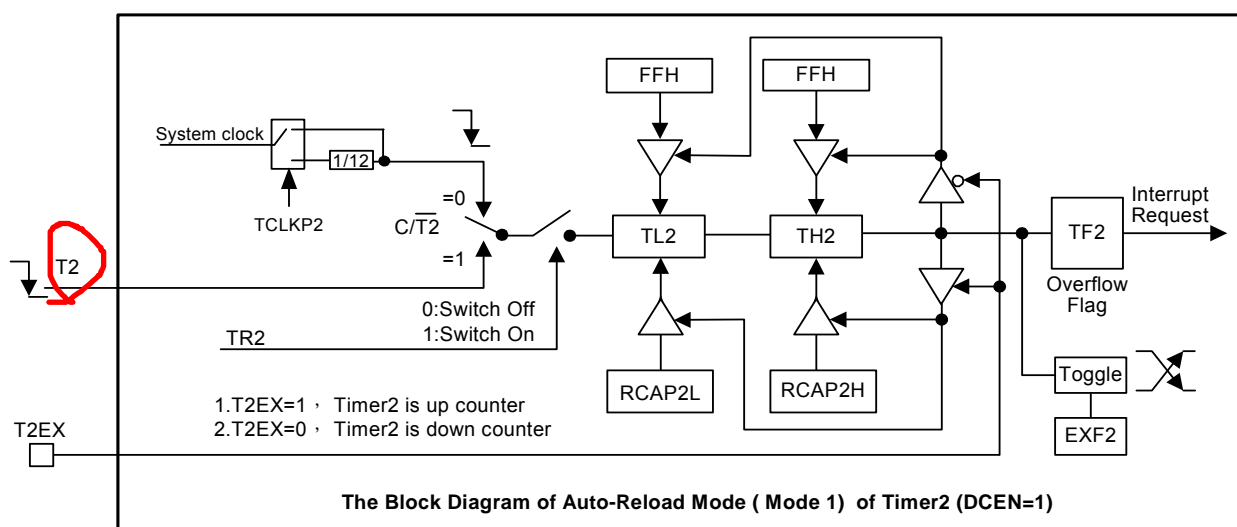 FFH
FFH
System clock
1/12
TCLKP2
=0
C/T2
=1
TL2
TH2
TF2
Interrupt
Request
T2
Overflow
Flag
0:Switch Off
1:Switch On
TR2
RCAP2L
RCAP2H
Toggle
EXF2
1.T2EX=1， Timer2 is up counter
2.T2EX=0， Timer2 is down counter
T2EX
The Block Diagram of Auto-Reload Mode ( Mode 1) of Timer2 (DCEN=1)